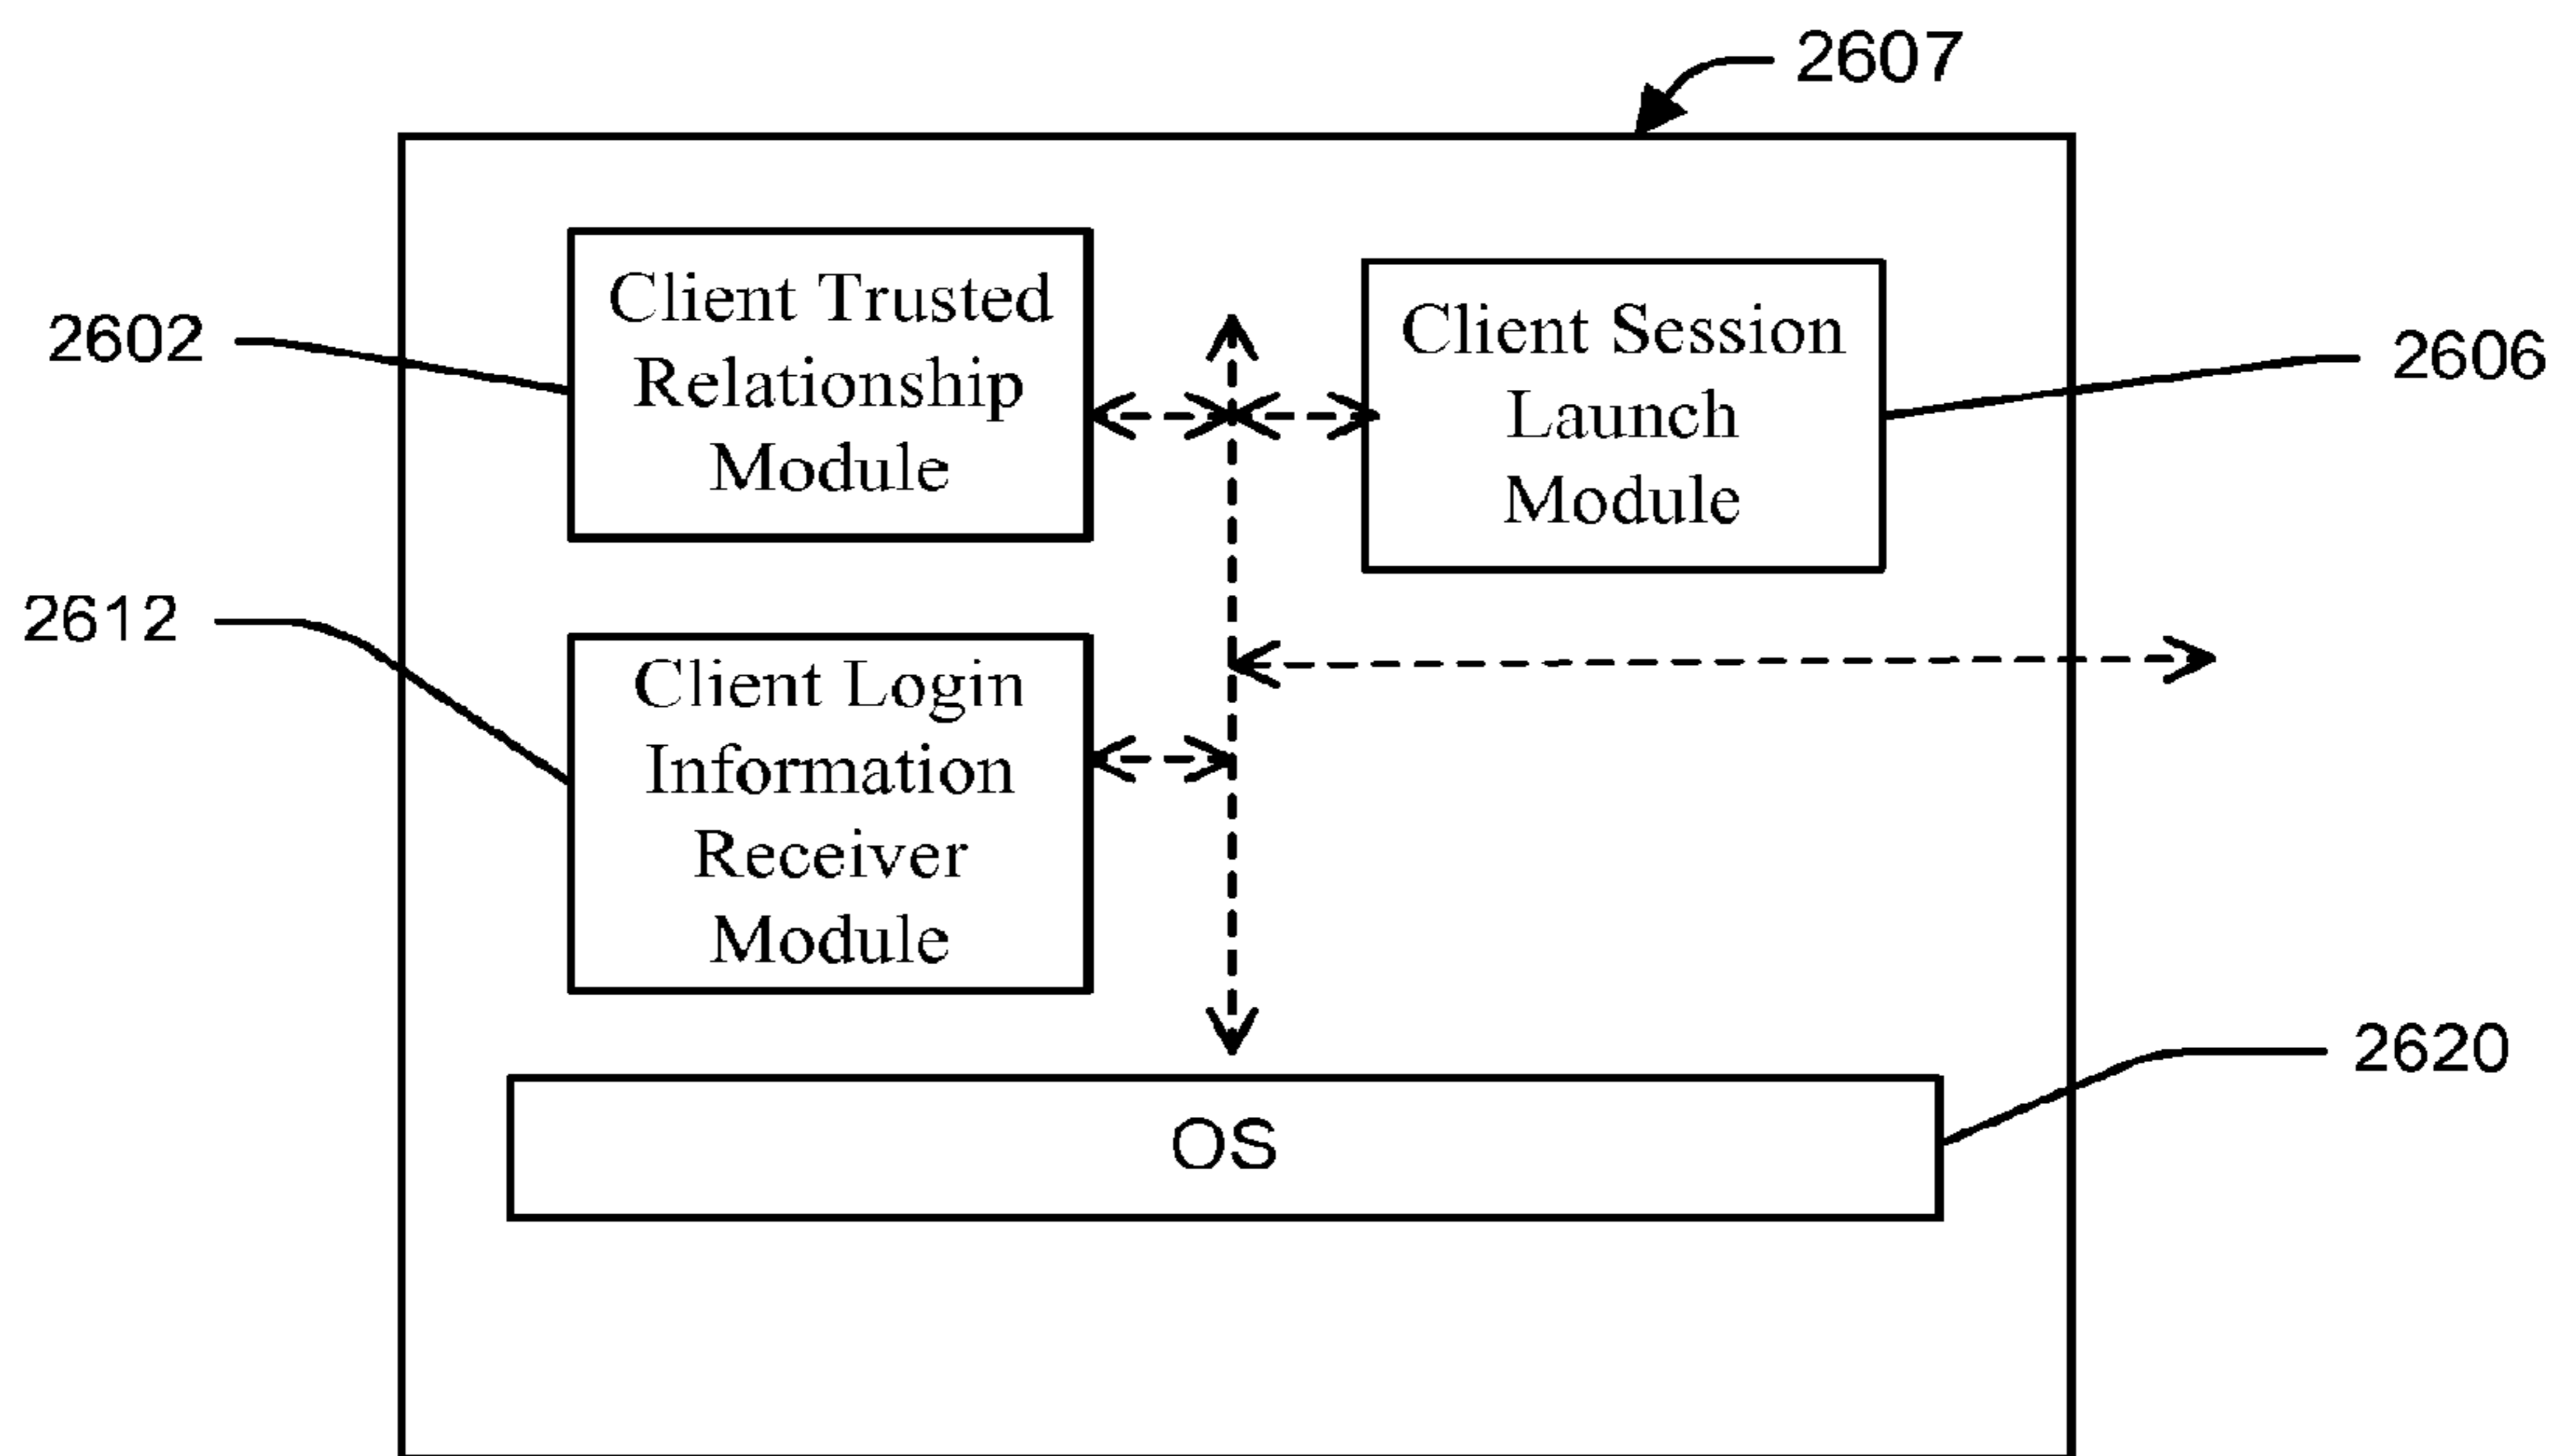 2607
Client Trusted
Relationship
Module
2602
Client Session
Launch
Module
2606
2612
Client Login
Information
Receiver
Module
2620
OS